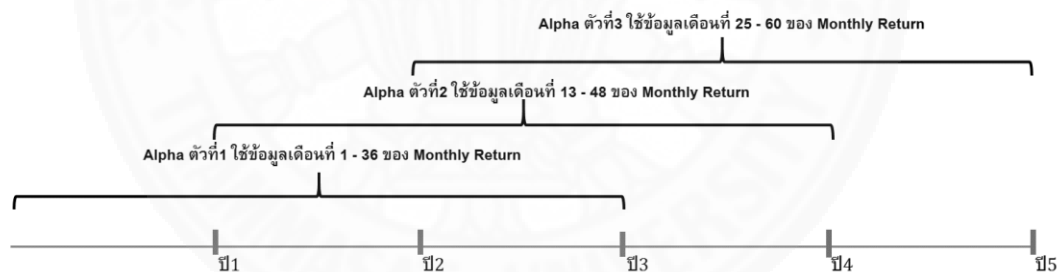 Alpha ตัวที่3 ใช้ข้อมูลเดือนที่ 25 - 60 ของ Monthly Return
Alpha ตัวที่2 ใช้ข้อมูลเดือนที่ 13 - 48 ของ Monthly Return
Alpha ตัวที่1 ใช้ข้อมูลเดือนที่ 1 - 36 ของ Monthly Return
ปี1 ปี2 ปี3 ปี4 ปี5